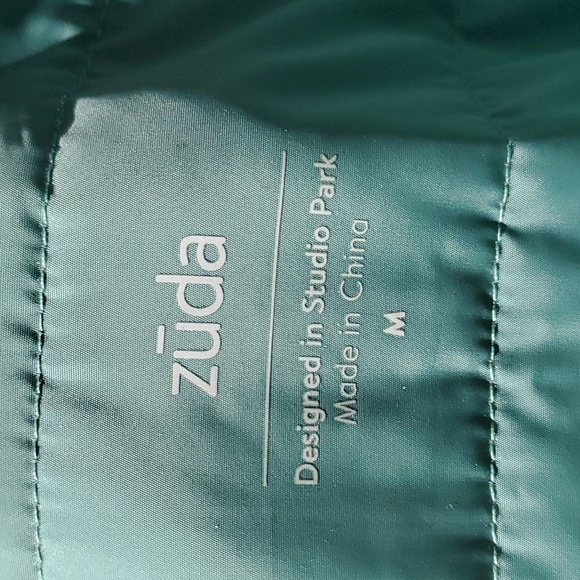 zūda
Designed in Studio Park
Made in China
M